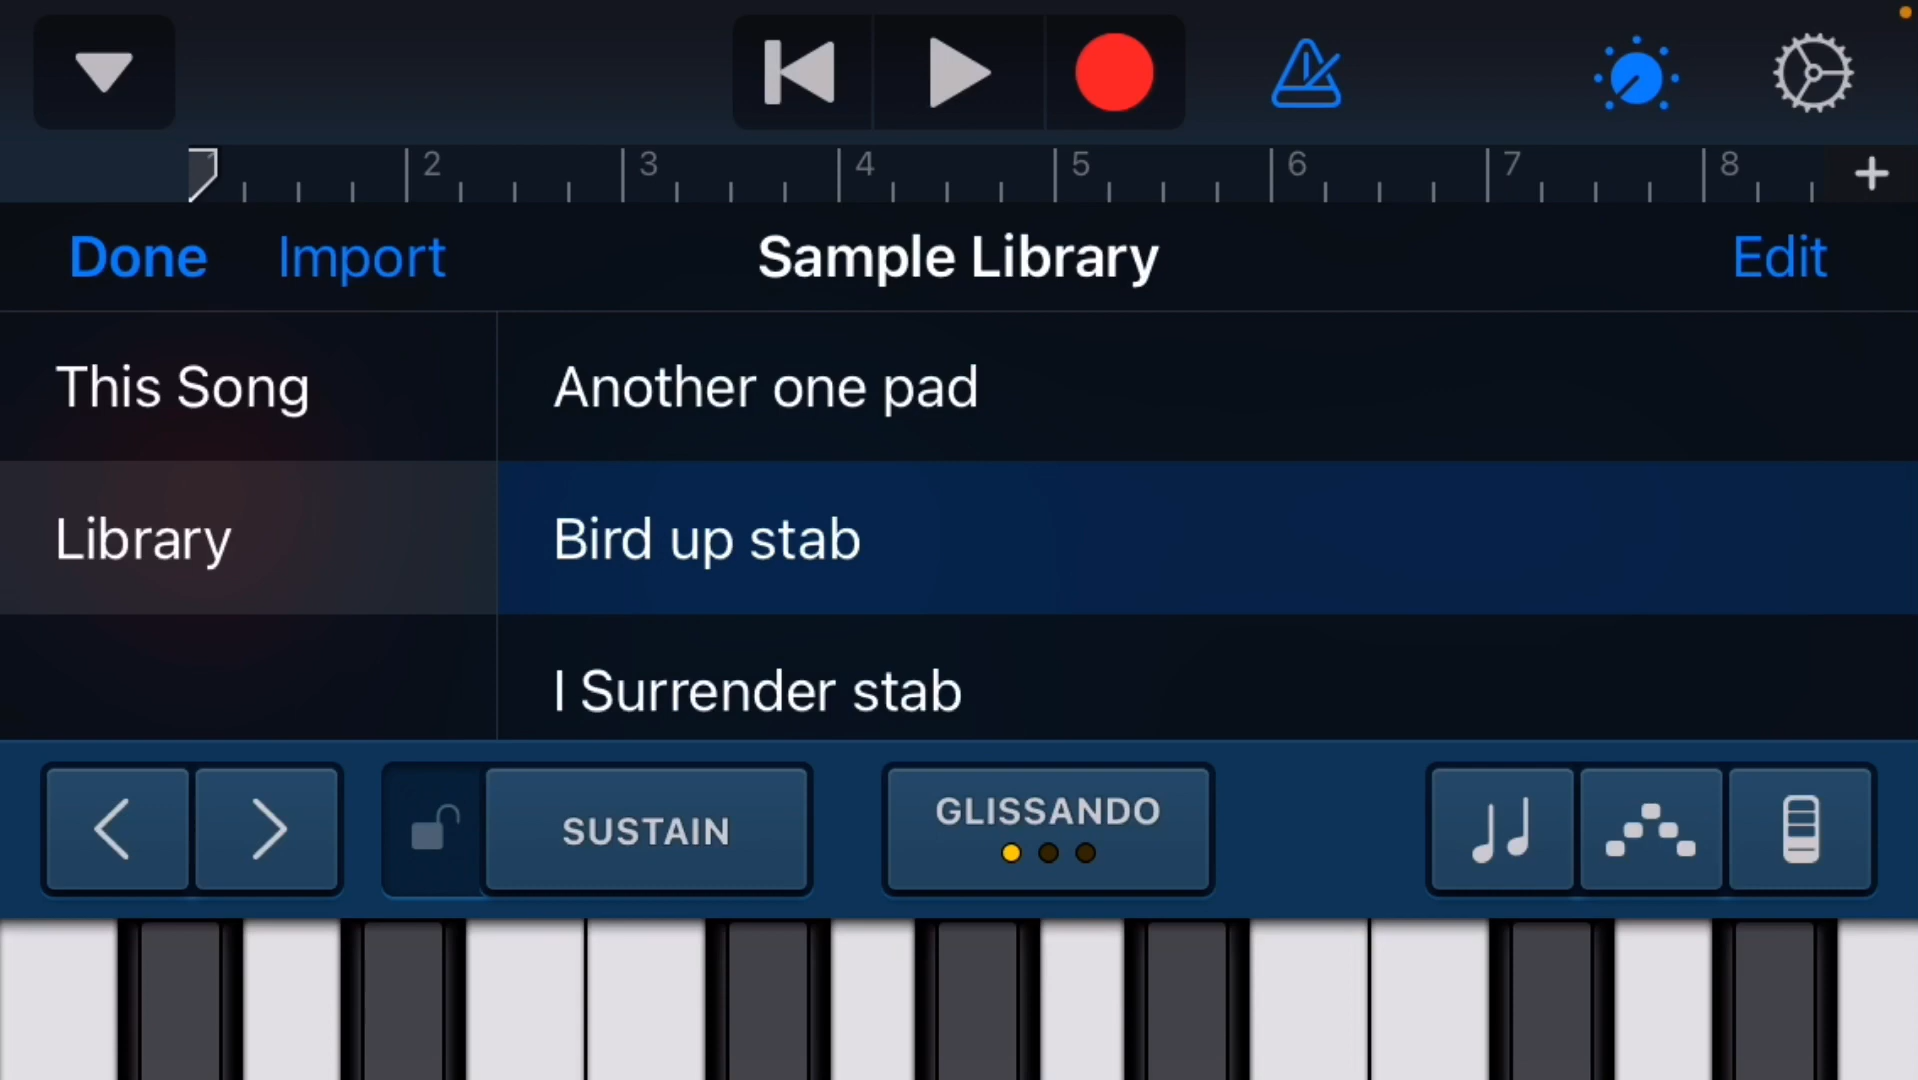 2 3 4 5 6 7 8 +
Done Import Sample Library Edit
This Song Another one pad
Library Bird up stab
I Surrender stab
SUSTAIN GLISSANDO